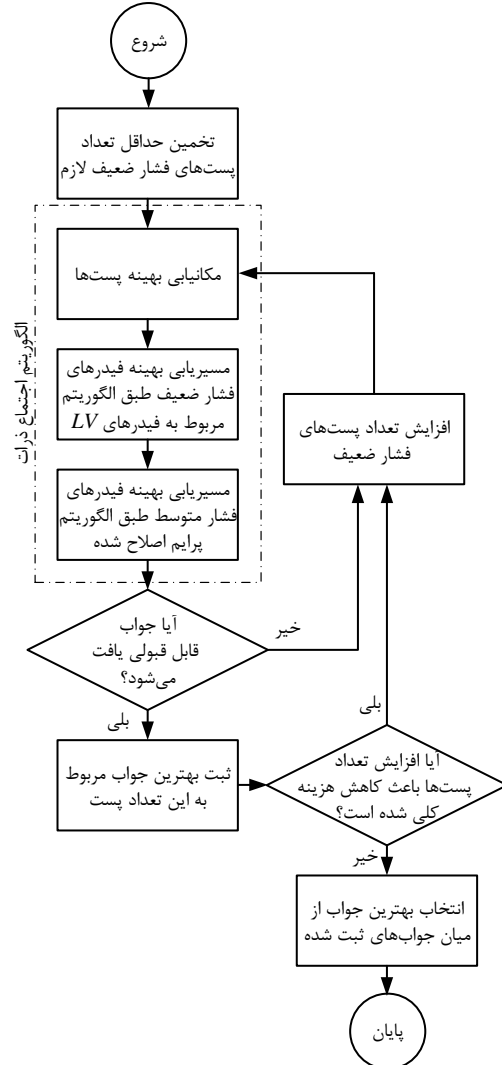 شروع
تخمین حداقل تعداد
پست‌های فشار ضعیف لازم
الگوریتم اجتماع ذرات
مکانیابی بهینه پست‌ها
مسیریابی بهینه فیدرهای
فشار ضعیف طبق الگوریتم
مربوط به فیدرهای LV
مسیریابی بهینه فیدرهای
فشار متوسط طبق الگوریتم
پرایم اصلاح شده
آیا جواب
قابل قبولی یافت
می‌شود؟
خیر
بلی
افزایش تعداد پست‌های
فشار ضعیف
ثبت بهترین جواب مربوط
به این تعداد پست
بلی
آیا افزایش تعداد
پست‌ها باعث کاهش هزینه
کلی شده است؟
خیر
انتخاب بهترین جواب از
میان جواب‌های ثبت شده
پایان